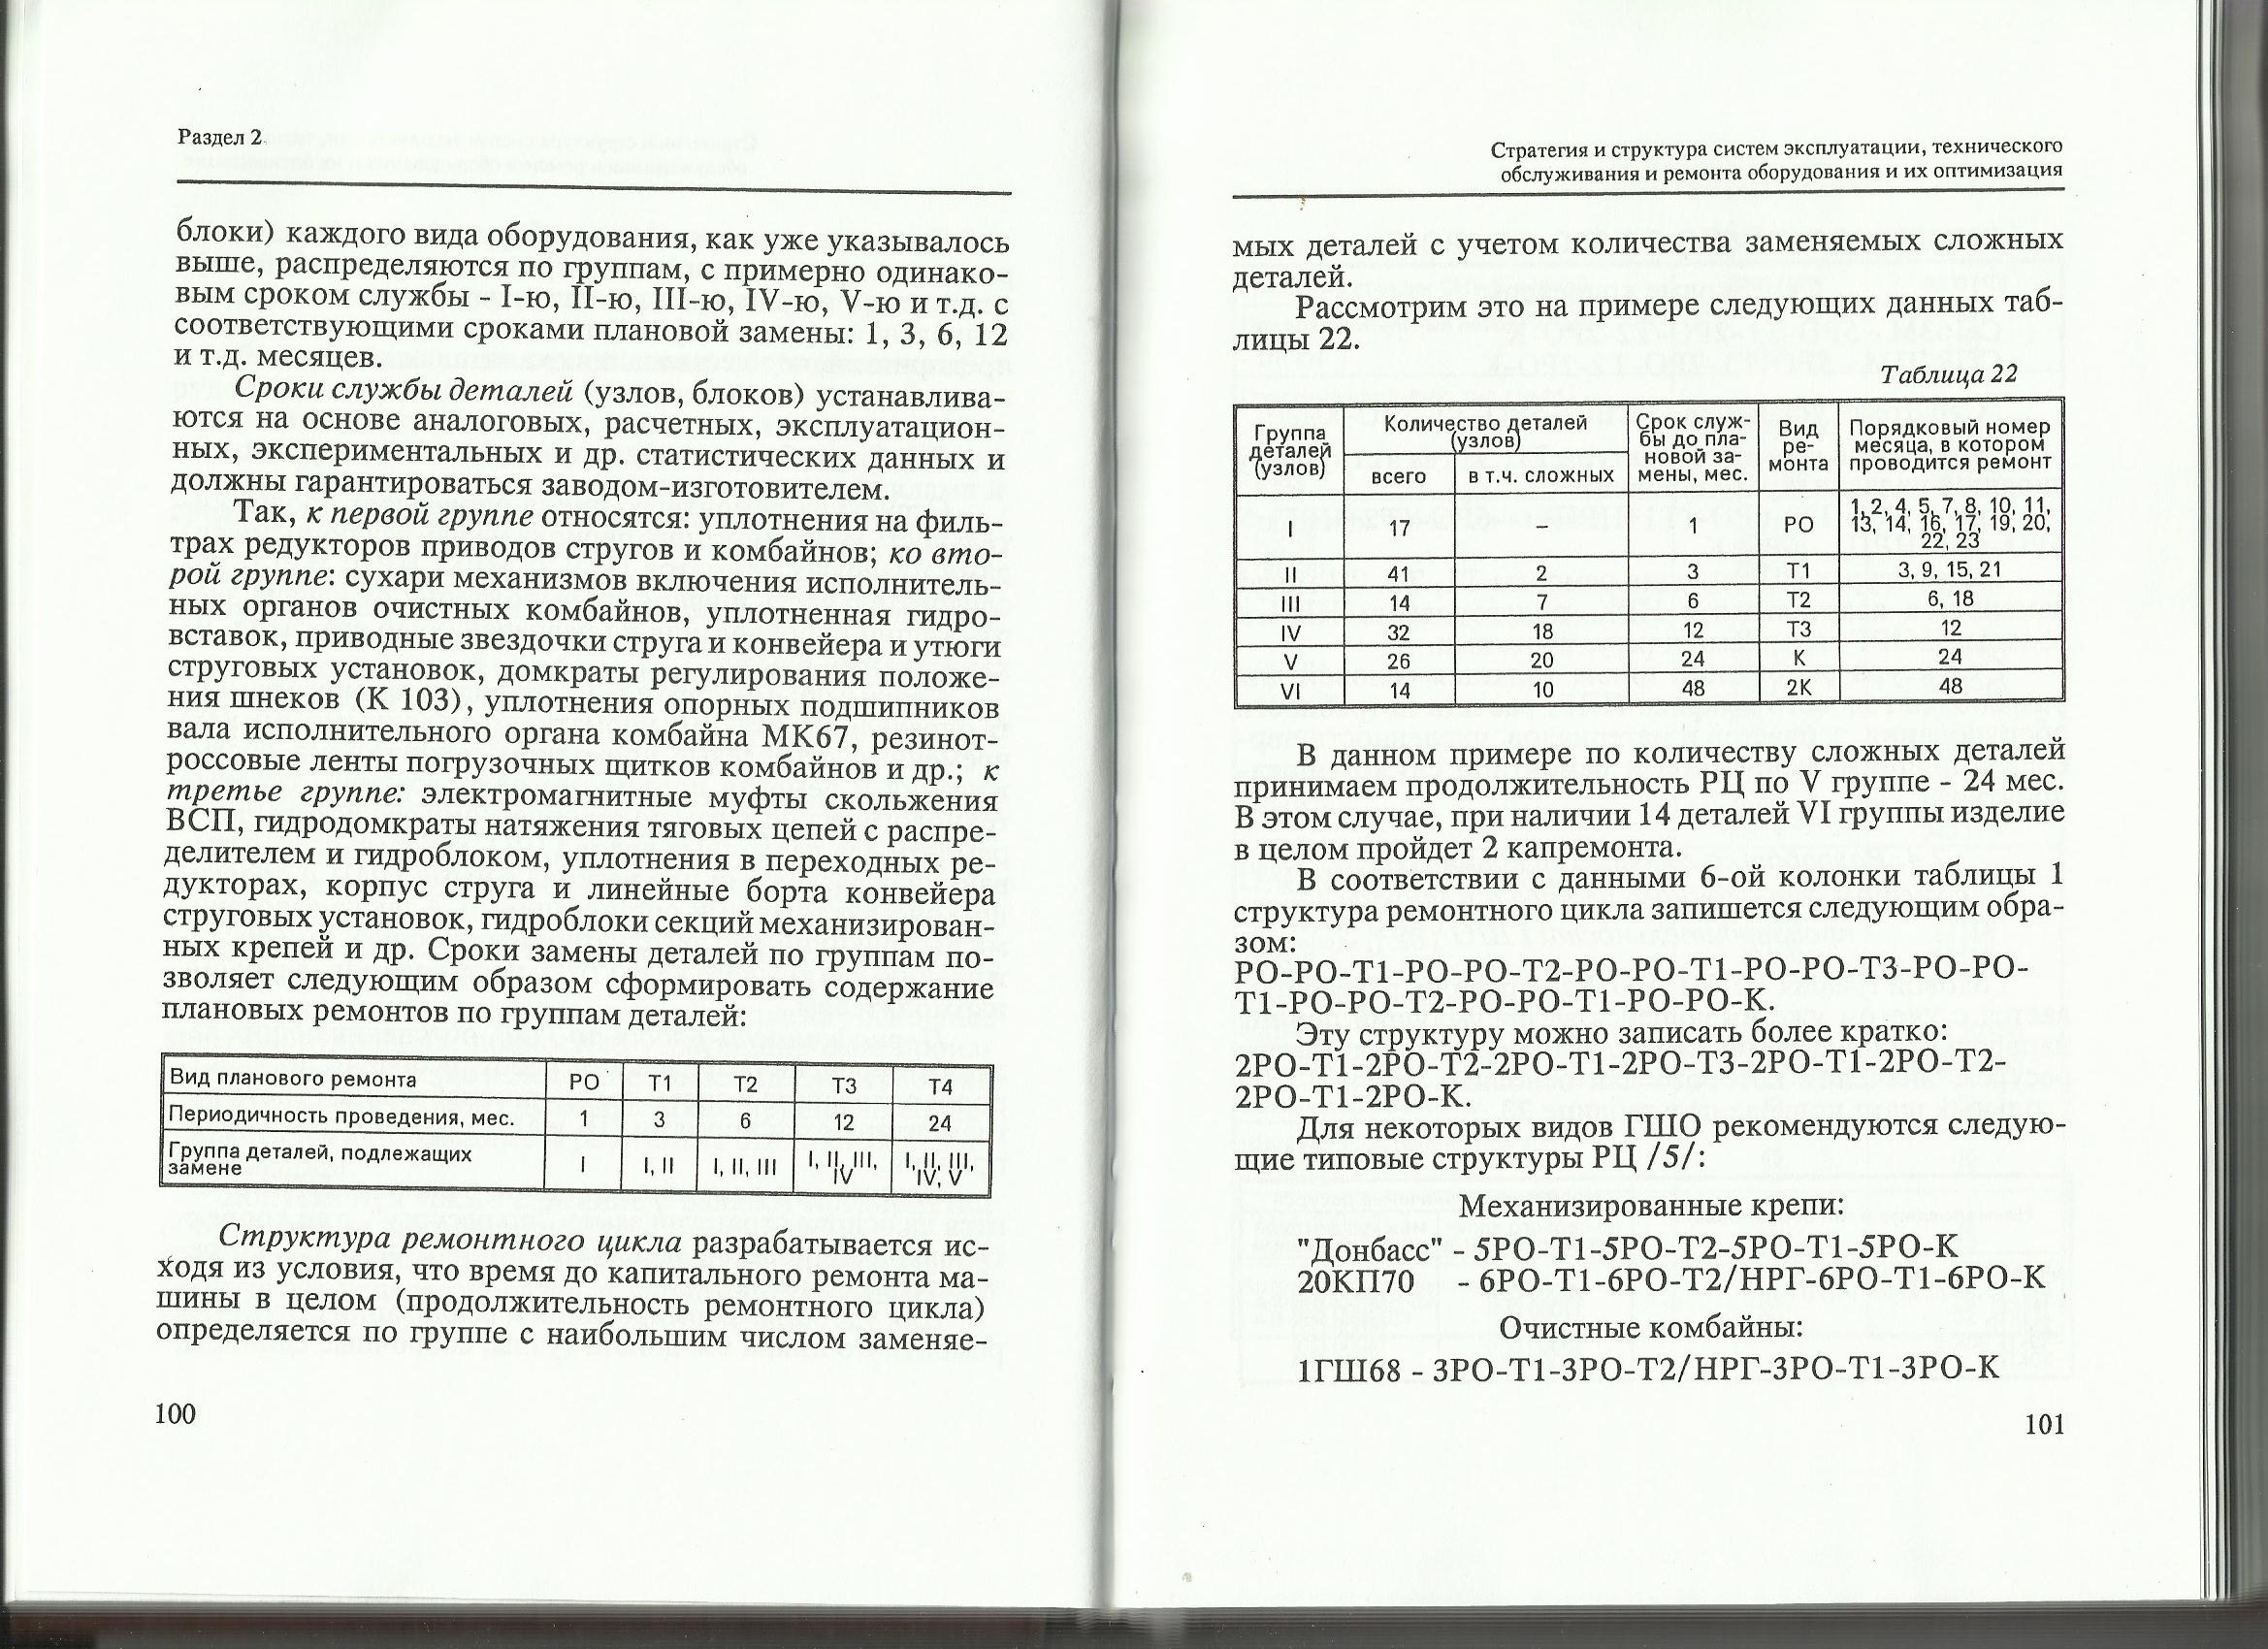 Раздел 2
блоки) каждого вида оборудования, как уже указывалось
выше, распределяются по группам, с примерно одинако-
вым сроком службы - I-ю, II-ю, III-ю, IV-ю, V-ю и т.д. с
соответствующими сроками плановой замены: 1, 3, 6, 12
и т.д. месяцев.
Сроки службы деталей (узлов, блоков) устанавлива-
ются на основе аналоговых, расчетных, эксплуатацион-
ных, экспериментальных и др. статистических данных и
должны гарантироваться заводом-изготовителем.
Так, к первой группе относятся: уплотнения на филь-
трах редукторов приводов стругов и комбайнов; ко вто-
рой группе: сухари механизмов включения исполнитель-
ных органов очистных комбайнов, уплотненная гидро-
вставок, приводные звездочки струга и конвейера и утюги
струговых установок, домкраты регулирования положе-
ния шнеков (К 103), уплотнения опорных подшипников
вала исполнительного органа комбайна МК67, резинот-
россовые ленты погрузочных щитков комбайнов и др.; к
третье группе: электромагнитные муфты скольжения
ВСП, гидродомкраты натяжения тяговых цепей с распре-
делителем и гидроблоком, уплотнения в переходных ре-
дукторах, корпус струга и линейные борта конвейера
струговых установок, гидроблоки секций механизирован-
ных крепей и др. Сроки замены деталей по группам по-
зволяет следующим образом сформировать содержание
плановых ремонтов по группам деталей:
Вид планового ремонта РО Т1 Т2 Т3 Т4
Периодичность проведения, мес. 1 3 6 12 24
Группа деталей, подлежащих
замене I I, II I, II, III I, II, III, IV I, II, III, IV, V
Структура ремонтного цикла разрабатывается ис-
ходя из условия, что время до капитального ремонта ма-
шины в целом (продолжительность ремонтного цикла)
определяется по группе с наибольшим числом заменяе-
100
Стратегия и структура систем эксплуатации, технического
обслуживания и ремонта оборудования и их оптимизация
мых деталей с учетом количества заменяемых сложных
деталей.
Рассмотрим это на примере следующих данных таб-
лицы 22.
Таблица 22
Группа деталей (узлов) Количество деталей (узлов) Срок служ-бы до пла-новой за-мены, мес. Вид ре-монта Порядковый номер месяца, в котором проводится ремонт
всего в т.ч. сложных
I 17 – 1 РО 1, 2, 4, 5, 7, 8, 10, 11, 13, 14, 16, 17, 19, 20, 22, 23
II 41 2 3 Т1 3, 9, 15, 21
III 14 7 6 Т2 6, 18
IV 32 18 12 Т3 12
V 26 20 24 К 24
VI 14 10 48 2К 48
В данном примере по количеству сложных деталей
принимаем продолжительность РЦ по V группе - 24 мес.
В этом случае, при наличии 14 деталей VI группы изделие
в целом пройдет 2 капремонта.
В соответствии с данными 6-ой колонки таблицы 1
структура ремонтного цикла запишется следующим обра-
зом:
РО-РО-Т1-РО-РО-Т2-РО-РО-Т1-РО-РО-Т3-РО-РО-
Т1-РО-РО-Т2-РО-РО-Т1-РО-РО-К.
Эту структуру можно записать более кратко:
2РО-Т1-2РО-Т2-2РО-Т1-2РО-Т3-2РО-Т1-2РО-Т2-
2РО-Т1-2РО-К.
Для некоторых видов ГШО рекомендуются следую-
щие типовые структуры РЦ /5/:
Механизированные крепи:
"Донбасс" - 5РО-Т1-5РО-Т2-5РО-Т1-5РО-К
20КП70 - 6РО-Т1-6РО-Т2/НРГ-6РО-Т1-6РО-К
Очистные комбайны:
1ГШ68 - 3РО-Т1-3РО-Т2/НРГ-3РО-Т1-3РО-К
101